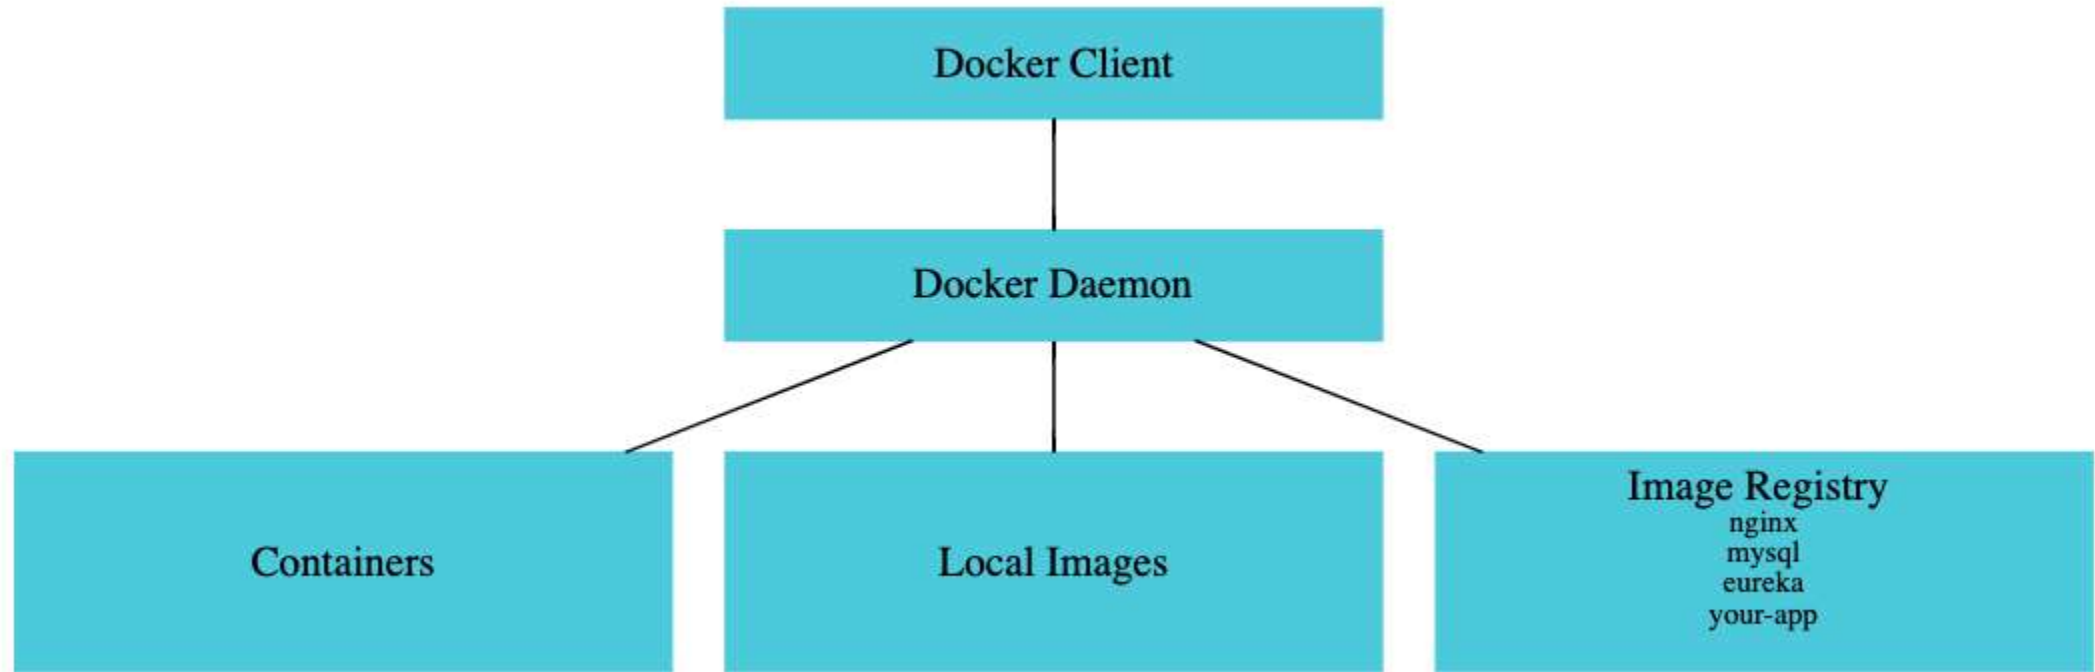 Docker Client
Docker Daemon
Containers
Local Images
Image Registry
nginx
mysql
eureka
your-app